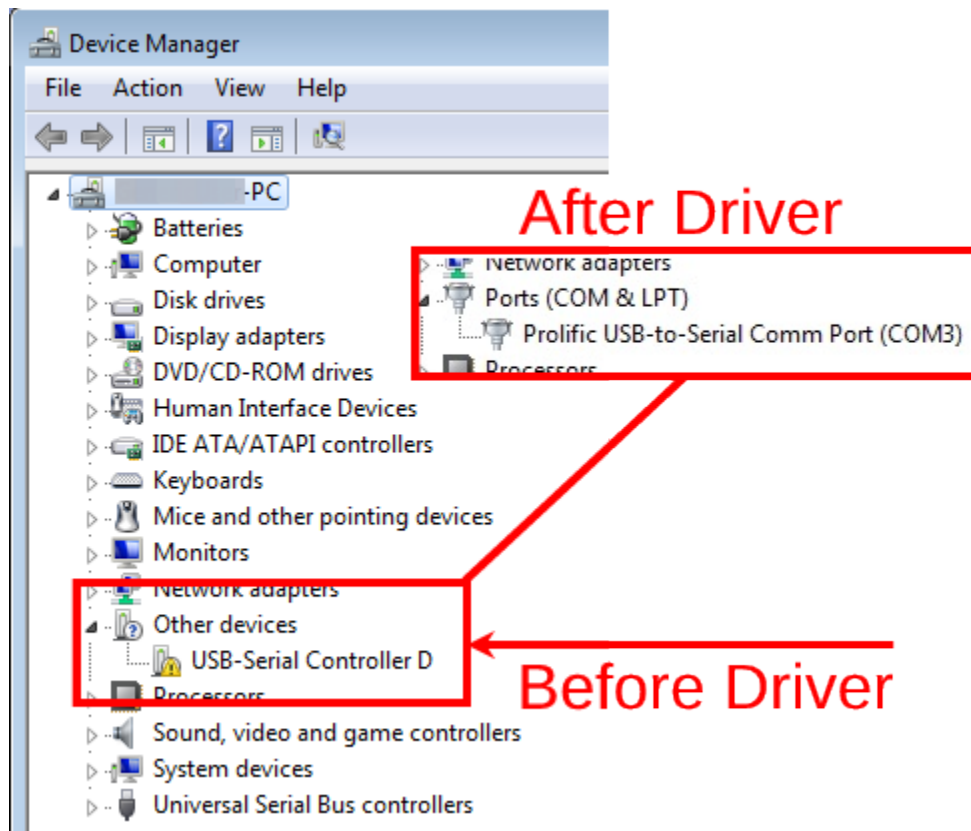 Device Manager
File Action View Help
-PC
Batteries
Computer
Disk drives
Display adapters
DVD/CD-ROM drives
Human Interface Devices
IDE ATA/ATAPI controllers
Keyboards
Mice and other pointing devices
Monitors
Network adapters
Other devices
USB-Serial Controller D
Processors
Sound, video and game controllers
System devices
Universal Serial Bus controllers
After Driver
Network adapters
Ports (COM & LPT)
Prolific USB-to-Serial Comm Port (COM3)
Processors
Before Driver